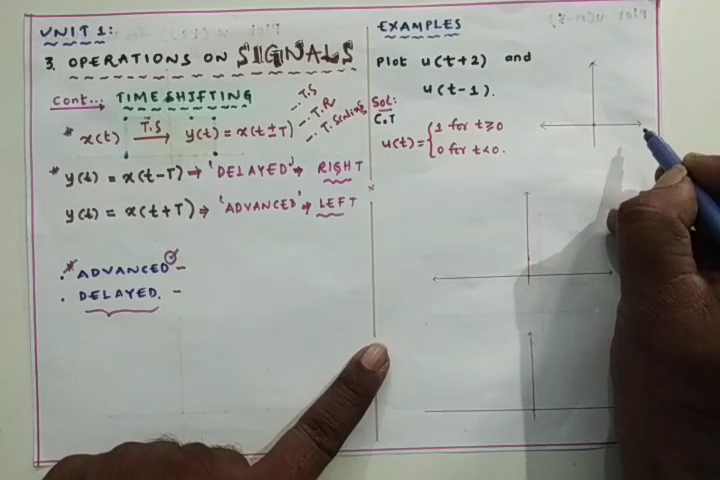 UNIT 1:
3. OPERATIONS ON SIGNALS
Cont... TIME SHIFTING
* x(t) T.S → y(t) = x(t±T)
T.S
T.R
T. Scaling
* y(t) = x(t-T) → 'DELAYED' → RIGHT
y(t) = x(t+T) → 'ADVANCED' → LEFT
* ADVANCED -
. DELAYED. -
EXAMPLES
Plot u(t+2) and
u(t-1).
Sol:
C.T
u(t) = { 1 for t≥0
0 for t<0.